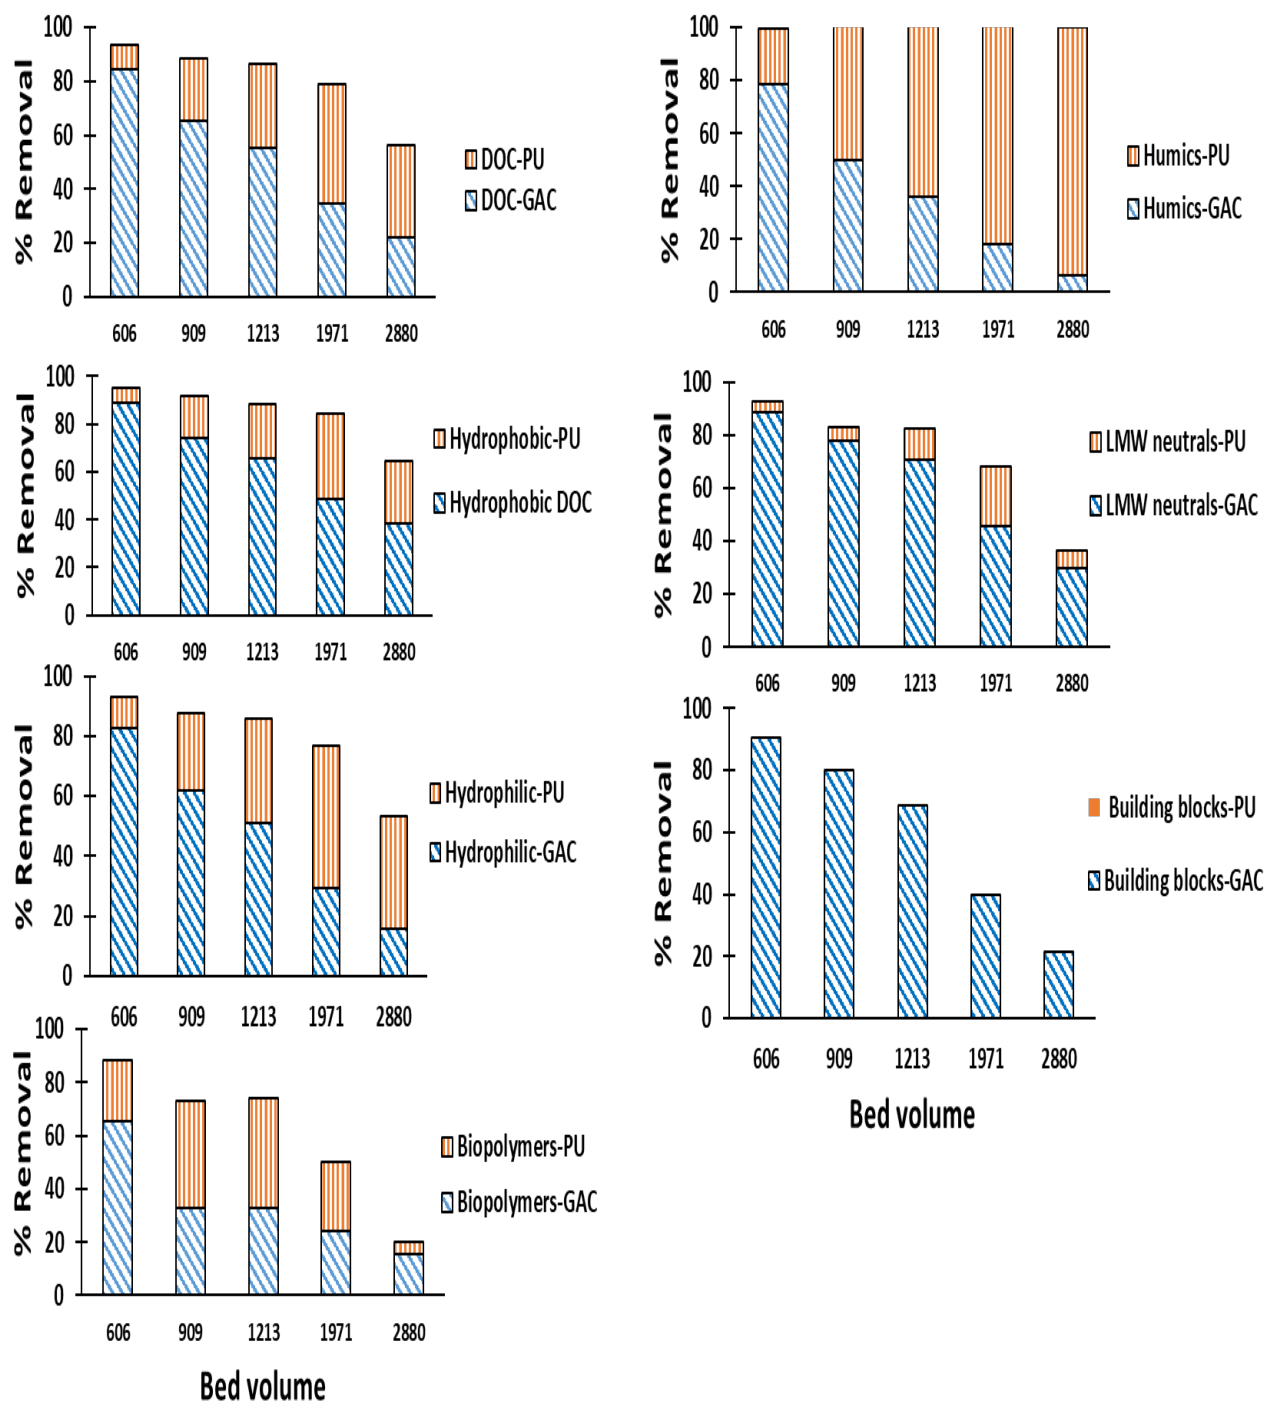 % Removal
100
80
60
40
20
0
606 909 1213 1971 2880
DOC-PU
DOC-GAC
% Removal
100
80
60
40
20
0
606 909 1213 1971 2880
Hydrophobic-PU
Hydrophobic DOC
% Removal
100
80
60
40
20
0
606 909 1213 1971 2880
Hydrophilic-PU
Hydrophilic-GAC
% Removal
100
80
60
40
20
0
606 909 1213 1971 2880
Biopolymers-PU
Biopolymers-GAC
Bed volume
% Removal
100
80
60
40
20
0
606 909 1213 1971 2880
Humics-PU
Humics-GAC
% Removal
100
80
60
40
20
0
606 909 1213 1971 2880
LMW neutrals-PU
LMW neutrals-GAC
% Removal
100
80
60
40
20
0
606 909 1213 1971 2880
Building blocks-PU
Building blocks-GAC
Bed volume